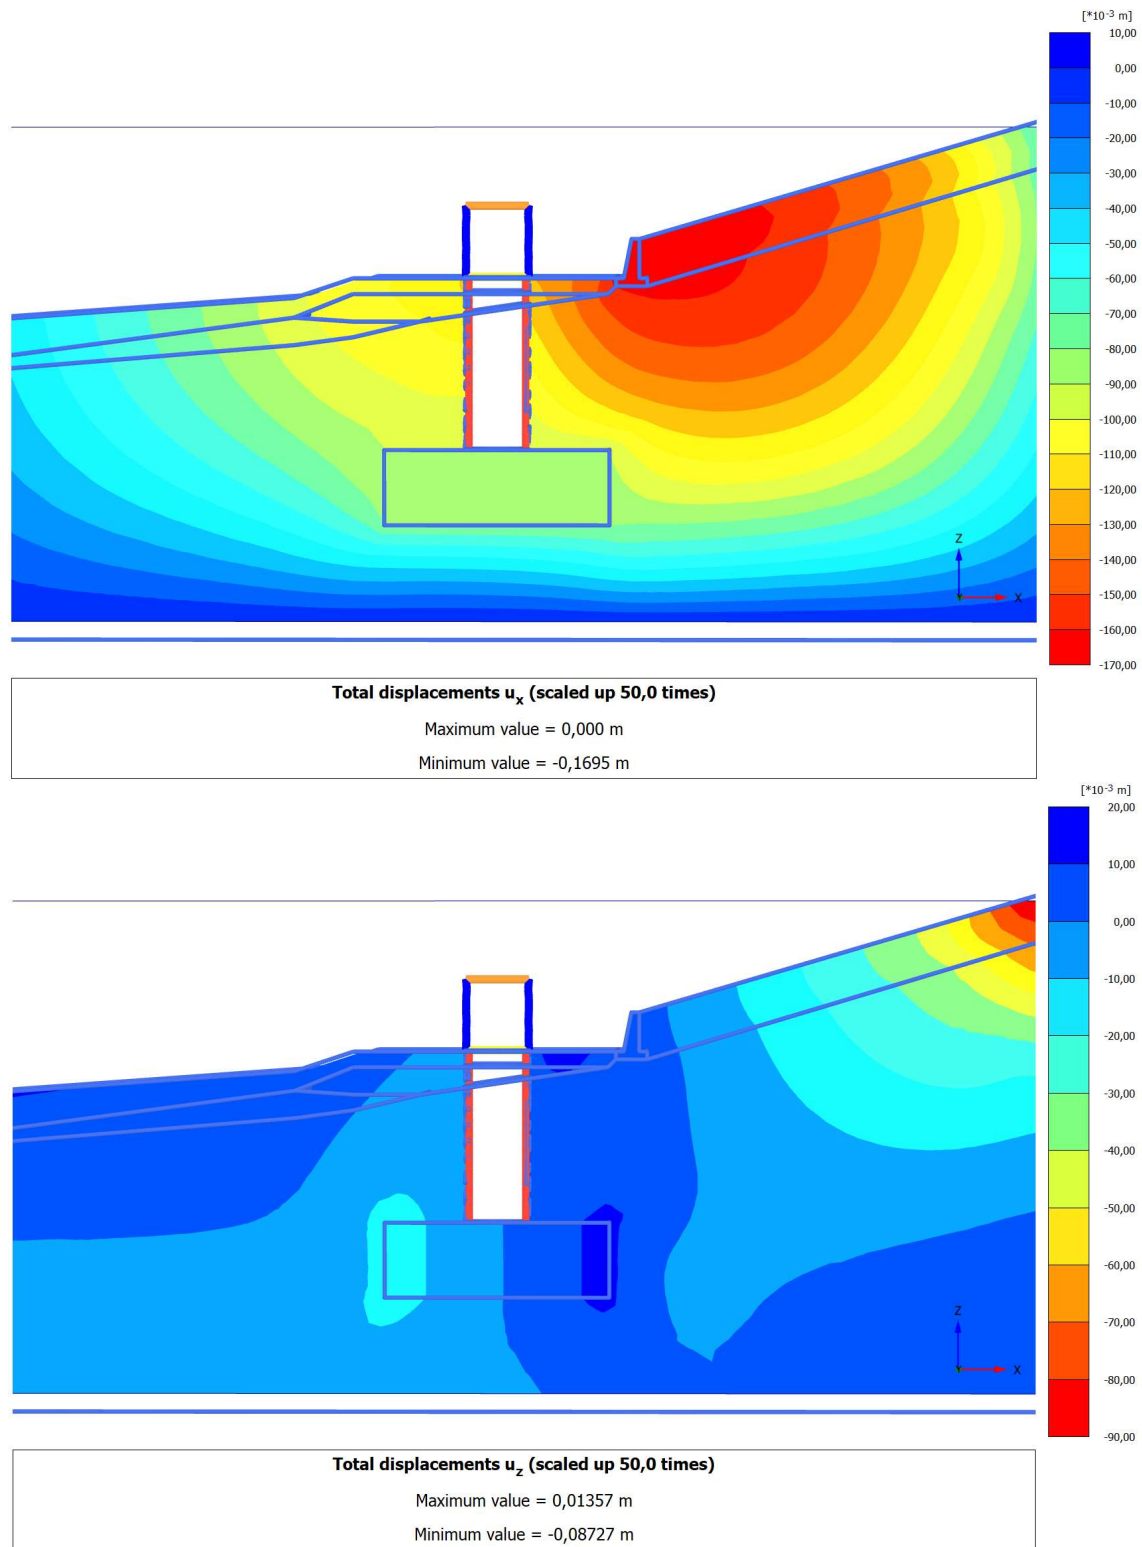 [*10-3 m]
10,00
0,00
-10,00
-20,00
-30,00
-40,00
-50,00
-60,00
-70,00
-80,00
-90,00
-100,00
-110,00
-120,00
-130,00
-140,00
-150,00
-160,00
-170,00
Z
X
Total displacements ux (scaled up 50,0 times)
Maximum value = 0,000 m
Minimum value = -0,1695 m
[*10-3 m]
20,00
10,00
0,00
-10,00
-20,00
-30,00
-40,00
-50,00
-60,00
-70,00
-80,00
-90,00
Z
X
Total displacements uz (scaled up 50,0 times)
Maximum value = 0,01357 m
Minimum value = -0,08727 m